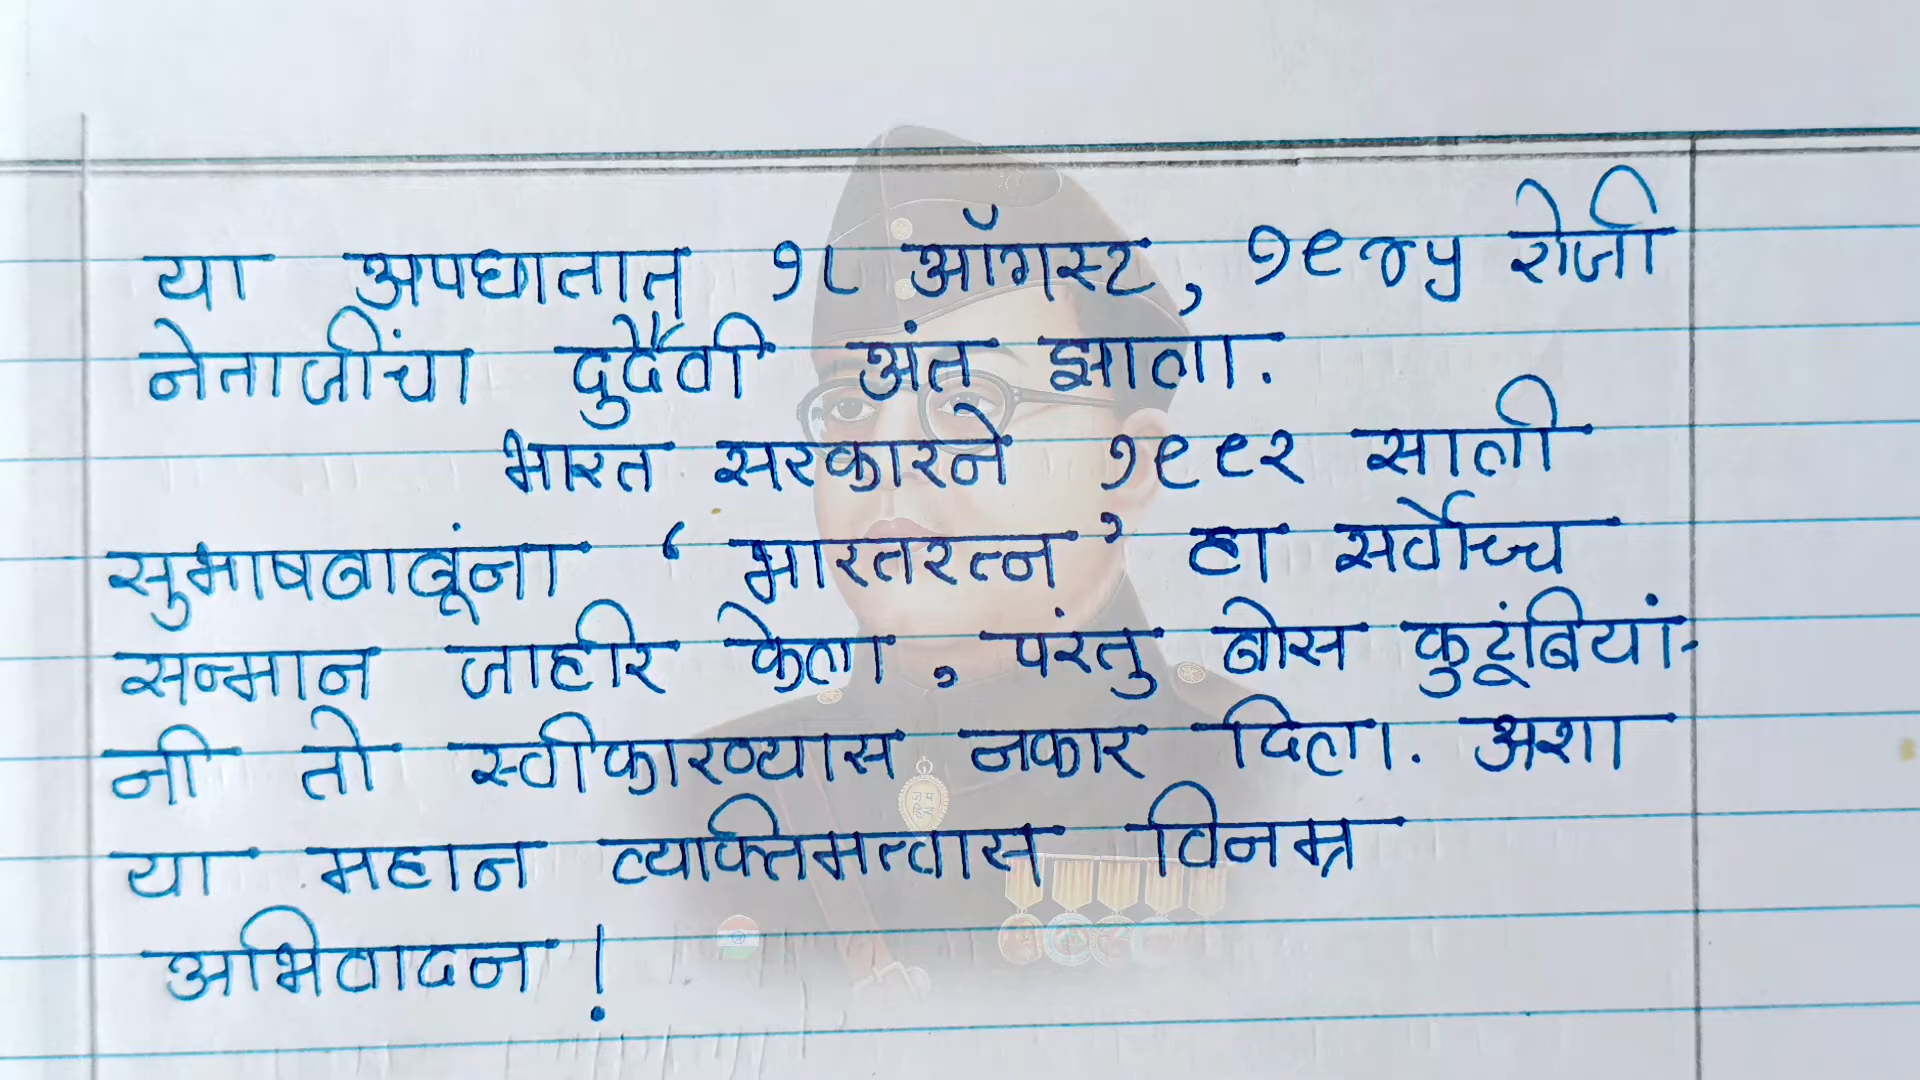 या अपघातात १८ ऑगस्ट, १९४५ रोजी
नेताजींचा दुर्दैवी अंत झाला.
भारत सरकारने १९९२ साली
सुभाषबाबूंना ‘भारतरत्न’ हा सर्वोच्च
सन्मान जाहीर केला, परंतु बोस कुटूंबियां-
नी तो स्वीकारण्यास नकार दिला. अशा
या महान व्यक्तिमत्वास विनम्र
अभिवादन !